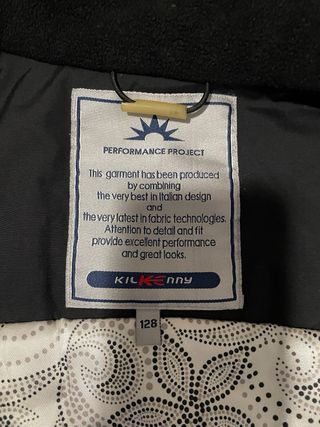 PERFORMANCE PROJECT
This garment has been produced
by combining
the very best in Italian design
and
the very latest in fabric technologies.
Attention to detail and fit
provide excellent performance
and great looks.
KILKENNY
128